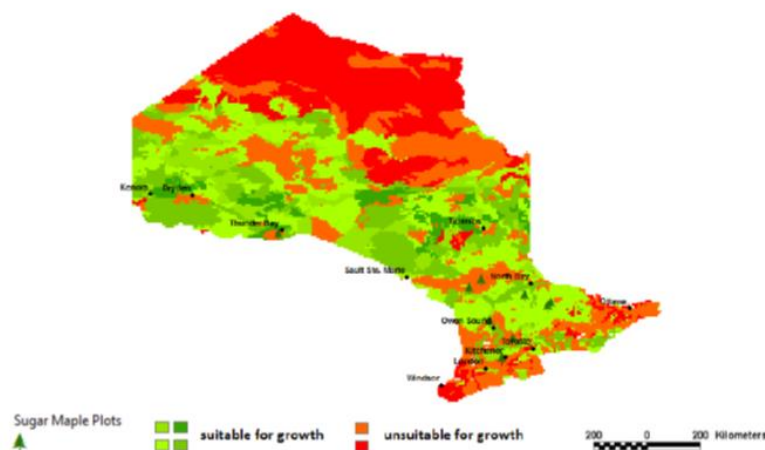 Kenora
Dryden
Thunder Bay
Timmins
Sault Ste. Marie
North Bay
Ottawa
Owen Sound
Kitchener
London
Windsor
Sugar Maple Plots
suitable for growth
unsuitable for growth
200 0 200 Kilometers